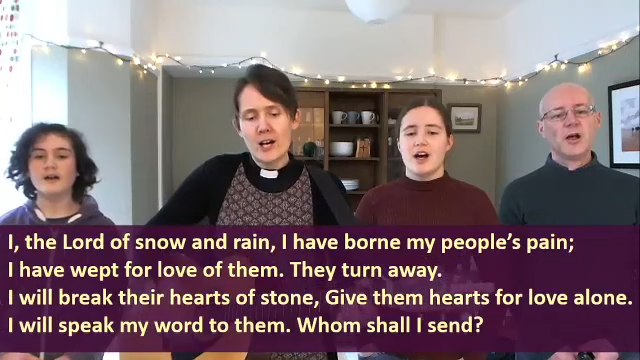 I, the Lord of snow and rain, I have borne my people's pain;
I have wept for love of them. They turn away.
I will break their hearts of stone, Give them hearts for love alone.
I will speak my word to them. Whom shall I send?